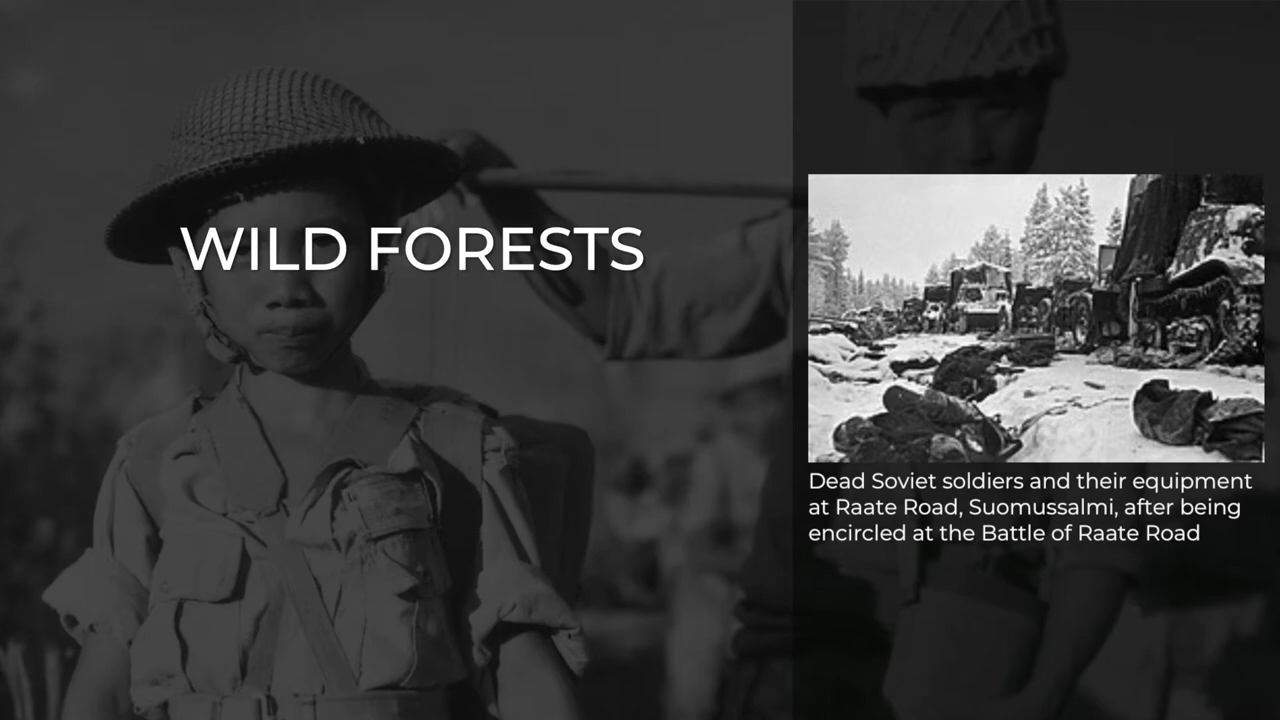 WILD FORESTS
Dead Soviet soldiers and their equipment
at Raate Road, Suomussalmi, after being
encircled at the Battle of Raate Road